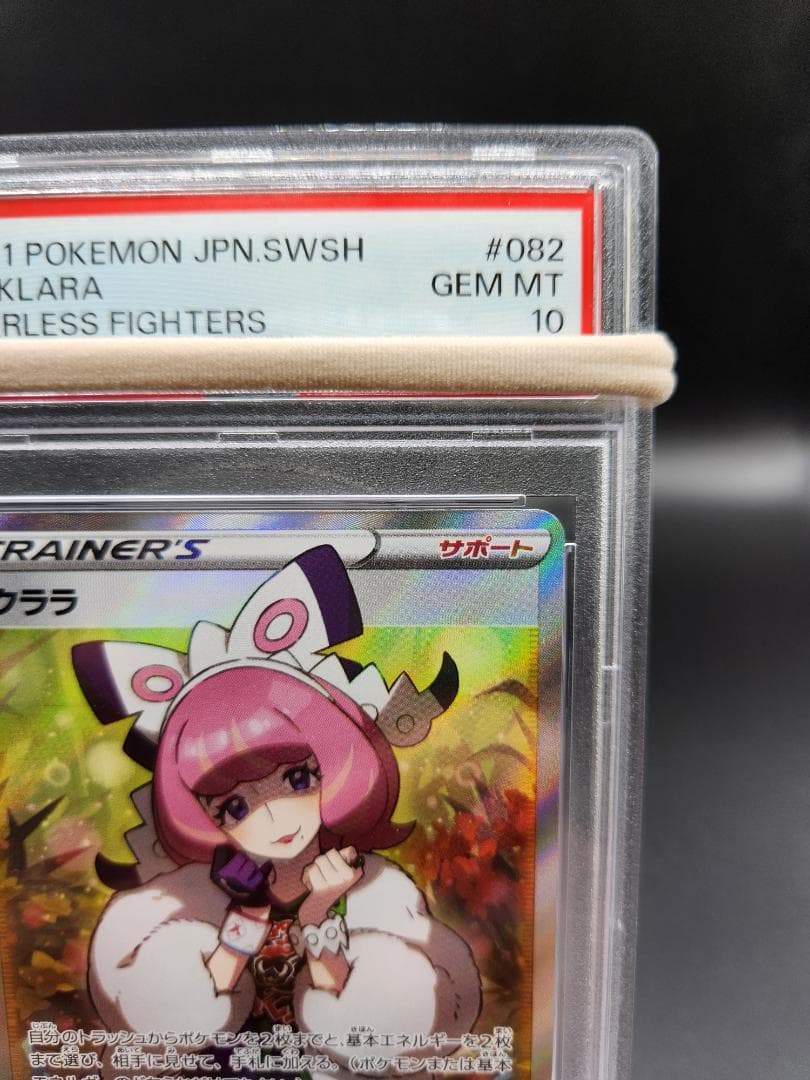 1 POKEMON JPN.SWSH #082
KLARA GEM MT
RLESS FIGHTERS 10
TRAINER'S サポート
クララ
自分のトラッシュからポケモンを2枚までと、基本エネルギーを2枚
まで選び、相手に見せて、手札に加える。(ポケモンまたは基本